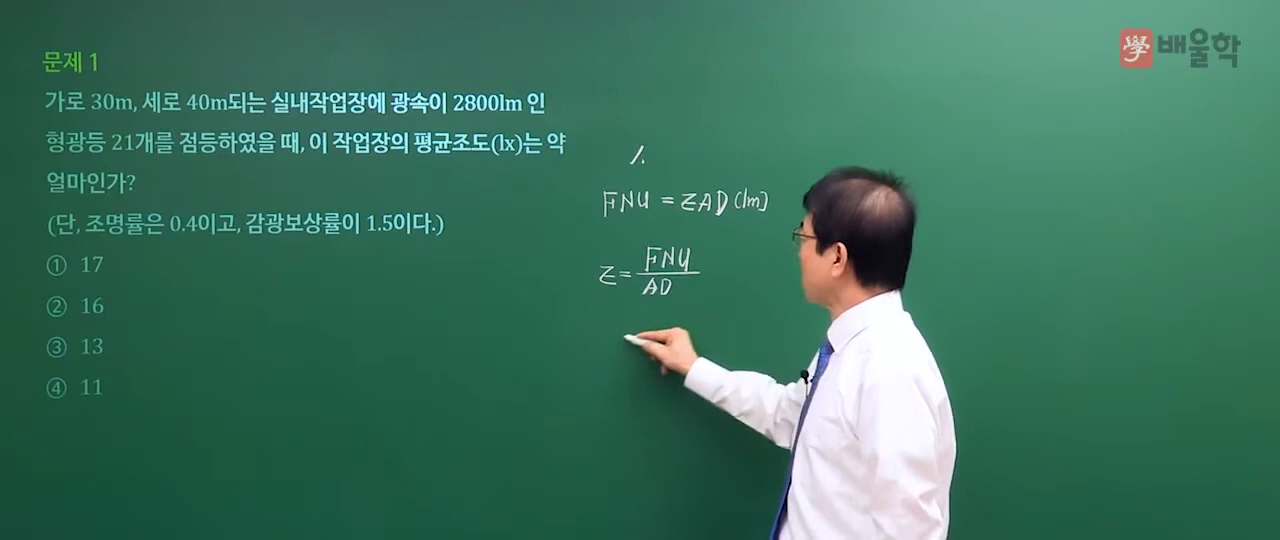 學 배울학
문제 1
가로 30m, 세로 40m되는 실내작업장에 광속이 2800lm 인
형광등 21개를 점등하였을 때, 이 작업장의 평균조도(lx)는 약
얼마인가?
(단, 조명률은 0.4이고, 감광보상률이 1.5이다.)
① 17
② 16
③ 13
④ 11
1.
FNU = EAD (lm)
E = FNU / AD